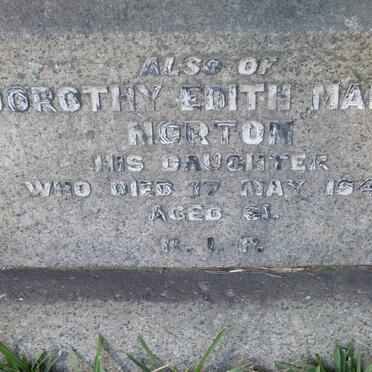 ALSO OF
DOROTHY EDITH
NORTON
HIS DAUGHTER
WHO DIED 17 MAY
AGED 61.
R. I. P.